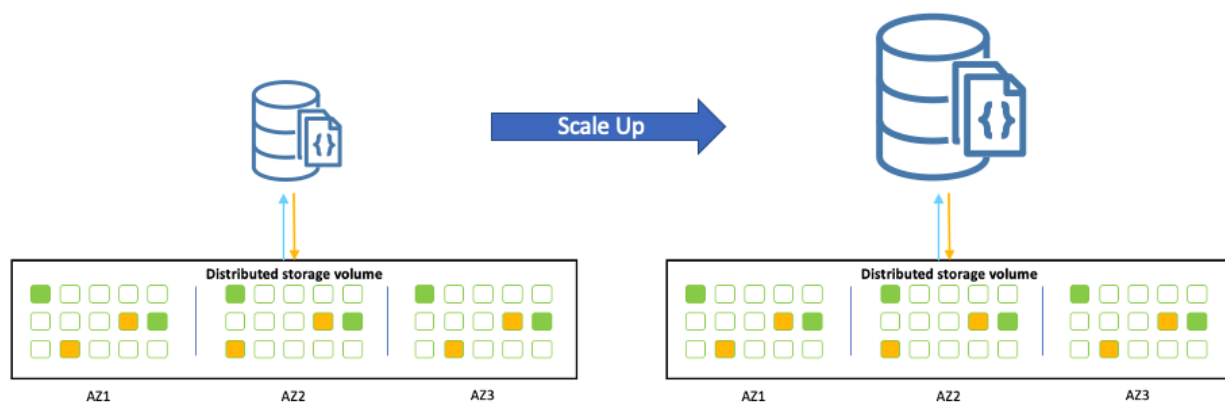 { }
{ }
Scale Up
Distributed storage volume
Distributed storage volume
AZ1
AZ2
AZ3
AZ1
AZ2
AZ3